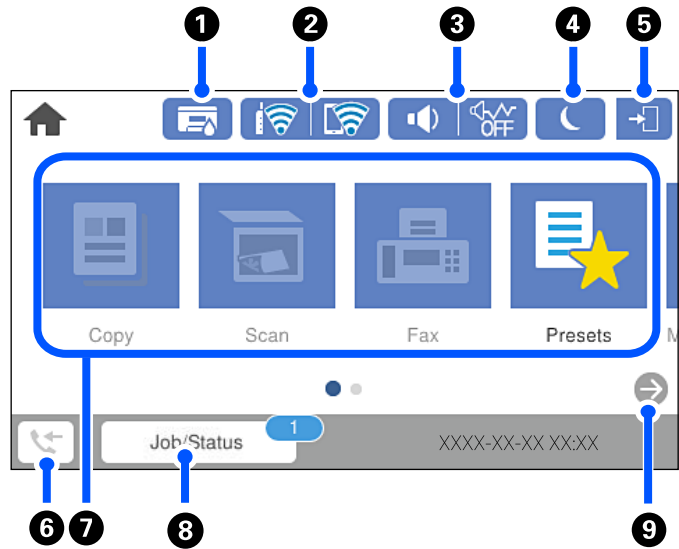 1 2 3 4 5
OFF
Copy Scan Fax Presets M
Job/Status 1 XXXX-XX-XX XX:XX
6 7 8 9